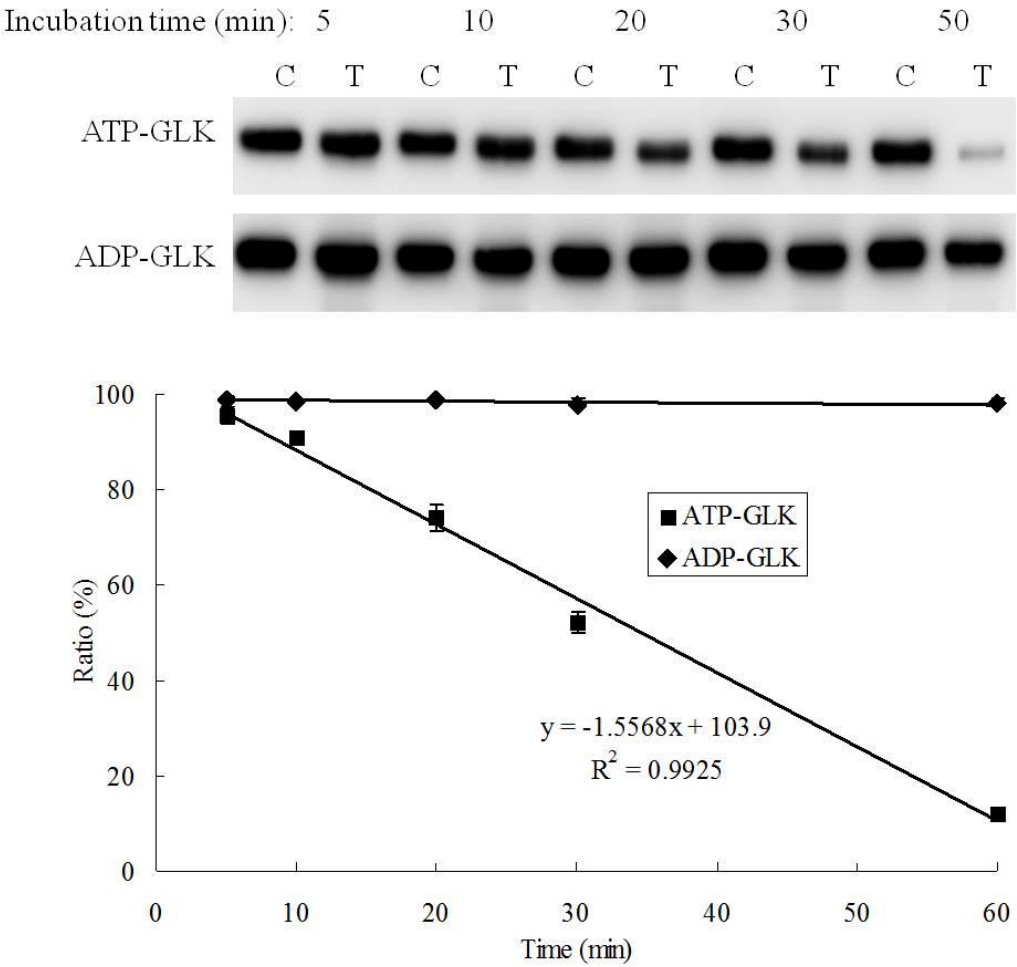 Incubation time (min): 5 10 20 30 50
C T C T C T C T C T
ATP-GLK
ADP-GLK
100
80
60
40
20
0
Ratio (%)
ATP-GLK
ADP-GLK
y = -1.5568x + 103.9
R² = 0.9925
0 10 20 30 40 50 60
Time (min)